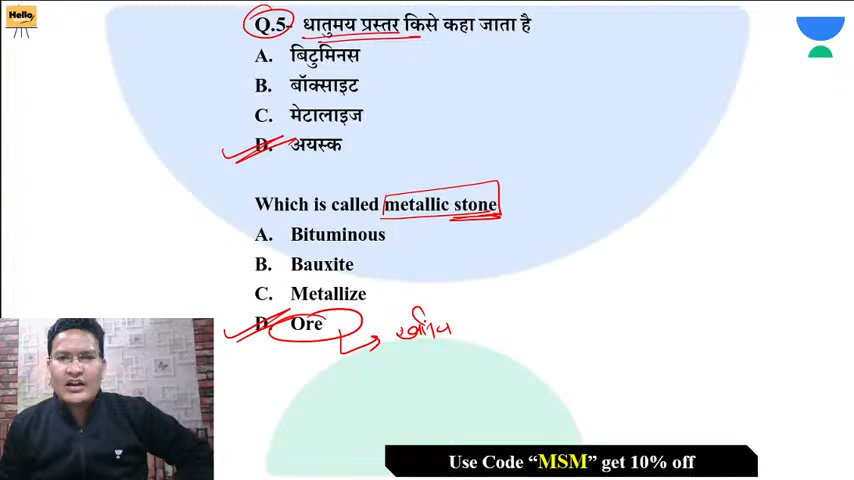 Hello
Q.5- धातुमय प्रस्तर किसे कहा जाता है
A. बिटुमिनस
B. बॉक्साइट
C. मेटालाइज
D. अयस्क
Which is called metallic stone
A. Bituminous
B. Bauxite
C. Metallize
D. Ore
Use Code “MSM” get 10% off